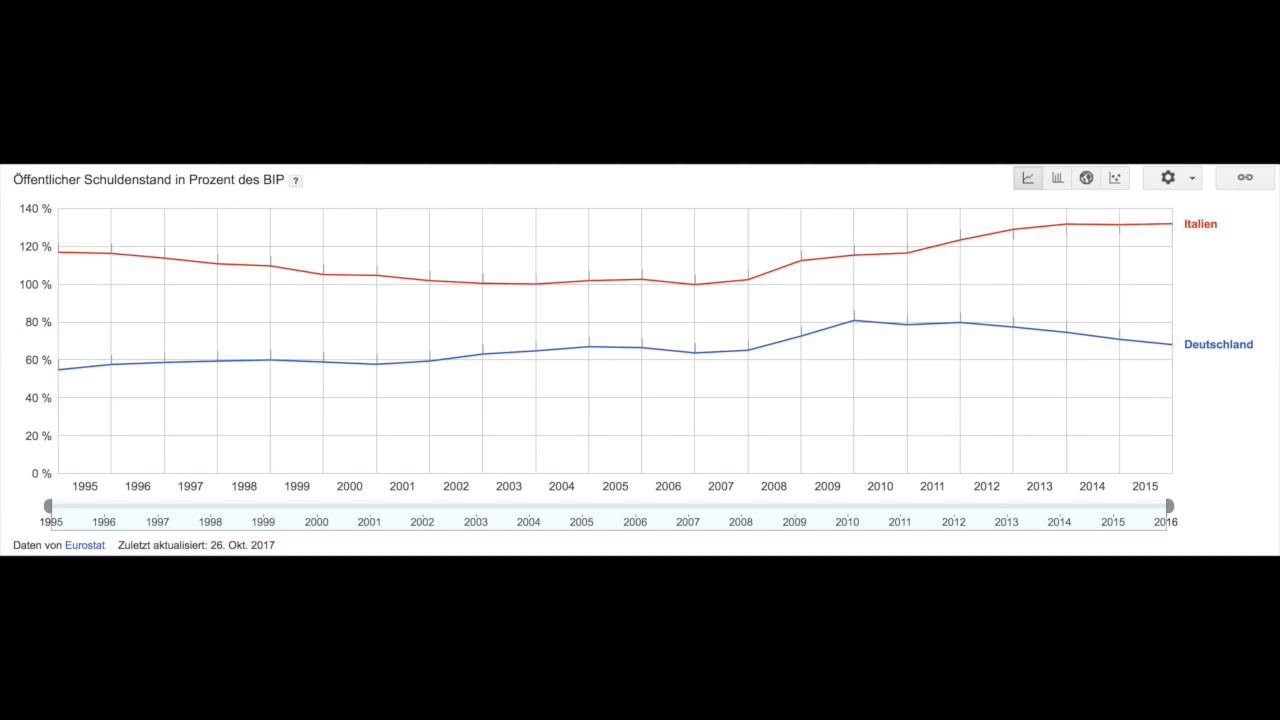 Öffentlicher Schuldenstand in Prozent des BIP ?
140 %
Italien
120 %
100 %
80 %
Deutschland
60 %
40 %
20 %
0 %
1995 1996 1997 1998 1999 2000 2001 2002 2003 2004 2005 2006 2007 2008 2009 2010 2011 2012 2013 2014 2015
1995 1996 1997 1998 1999 2000 2001 2002 2003 2004 2005 2006 2007 2008 2009 2010 2011 2012 2013 2014 2015 2016
Daten von Eurostat Zuletzt aktualisiert: 26. Okt. 2017